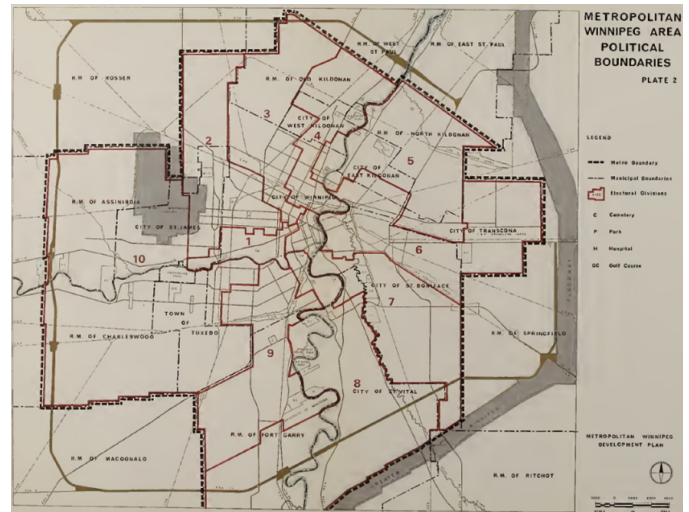 METROPOLITAN
WINNIPEG AREA
POLITICAL
BOUNDARIES
PLATE 2
LEGEND
Metro Boundary
Municipal Boundaries
Electoral Divisions
C Cemetery
P Park
H Hospital
GC Golf Course
R.M. OF WEST
ST. PAUL
R.M. OF EAST ST. PAUL
R.M. OF ROSSER
R.M. OF OLD KILDONAN
3
CITY OF
WEST KILDONAN
4
R.M. OF NORTH KILDONAN
2
5
CITY OF
EAST KILDONAN
R.M. OF ASSINIBOIA
CITY OF WINNIPEG
CITY OF ST. JAMES
CITY OF TRANSCONA
1
6
10
CITY OF ST. BONIFACE
7
TOWN
OF
TUXEDO
R.M. OF CHARLESWOOD
R.M. OF SPRINGFIELD
9
8
CITY OF ST. VITAL
R.M. OF FORT GARRY
R.M. OF MACDONALD
R.M. OF RITCHOT
FLOODWAY
METROPOLITAN WINNIPEG
DEVELOPMENT PLAN